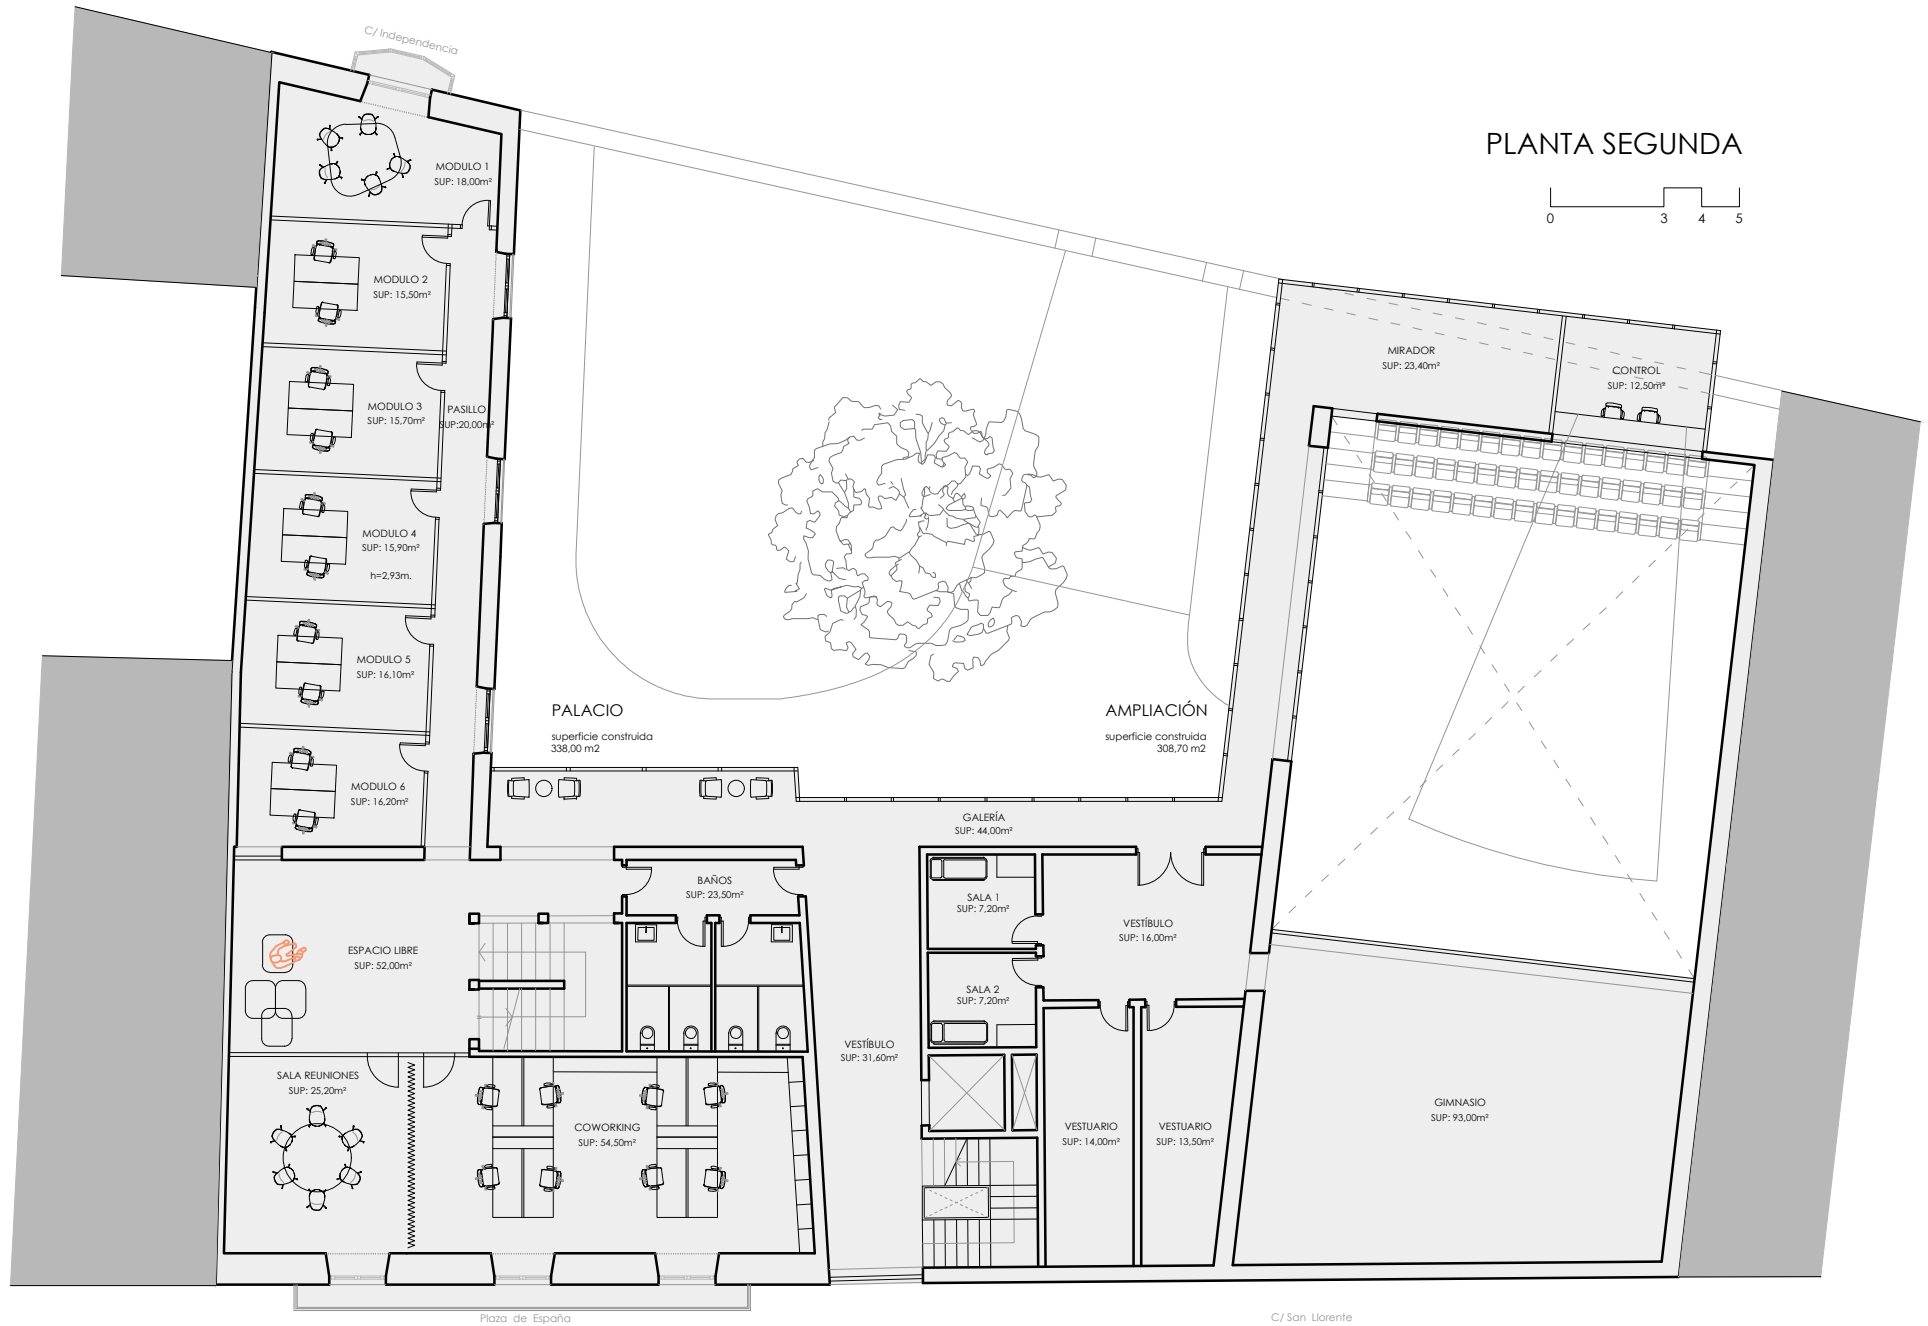 C/ Independencia
PLANTA SEGUNDA
0 3 4 5
MODULO 1
SUP: 18,00m²
MODULO 2
SUP: 15,50m²
MODULO 3
SUP: 15,70m²
PASILLO
SUP:20,00m²
MODULO 4
SUP: 15,90m²
h=2,93m.
MODULO 5
SUP: 16,10m²
MODULO 6
SUP: 16,20m²
MIRADOR
SUP: 23,40m²
CONTROL
SUP: 12,50m²
PALACIO
superficie construida
338,00 m2
AMPLIACIÓN
superficie construida
308,70 m2
GALERÍA
SUP: 44,00m²
BAÑOS
SUP: 23,50m²
SALA 1
SUP: 7,20m²
VESTÍBULO
SUP: 16,00m²
ESPACIO LIBRE
SUP: 52,00m²
SALA 2
SUP: 7,20m²
VESTÍBULO
SUP: 31,60m²
SALA REUNIONES
SUP: 25,20m²
COWORKING
SUP: 54,50m²
VESTUARIO
SUP: 14,00m²
VESTUARIO
SUP: 13,50m²
GIMNASIO
SUP: 93,00m²
Plaza de España
C/ San Llorente